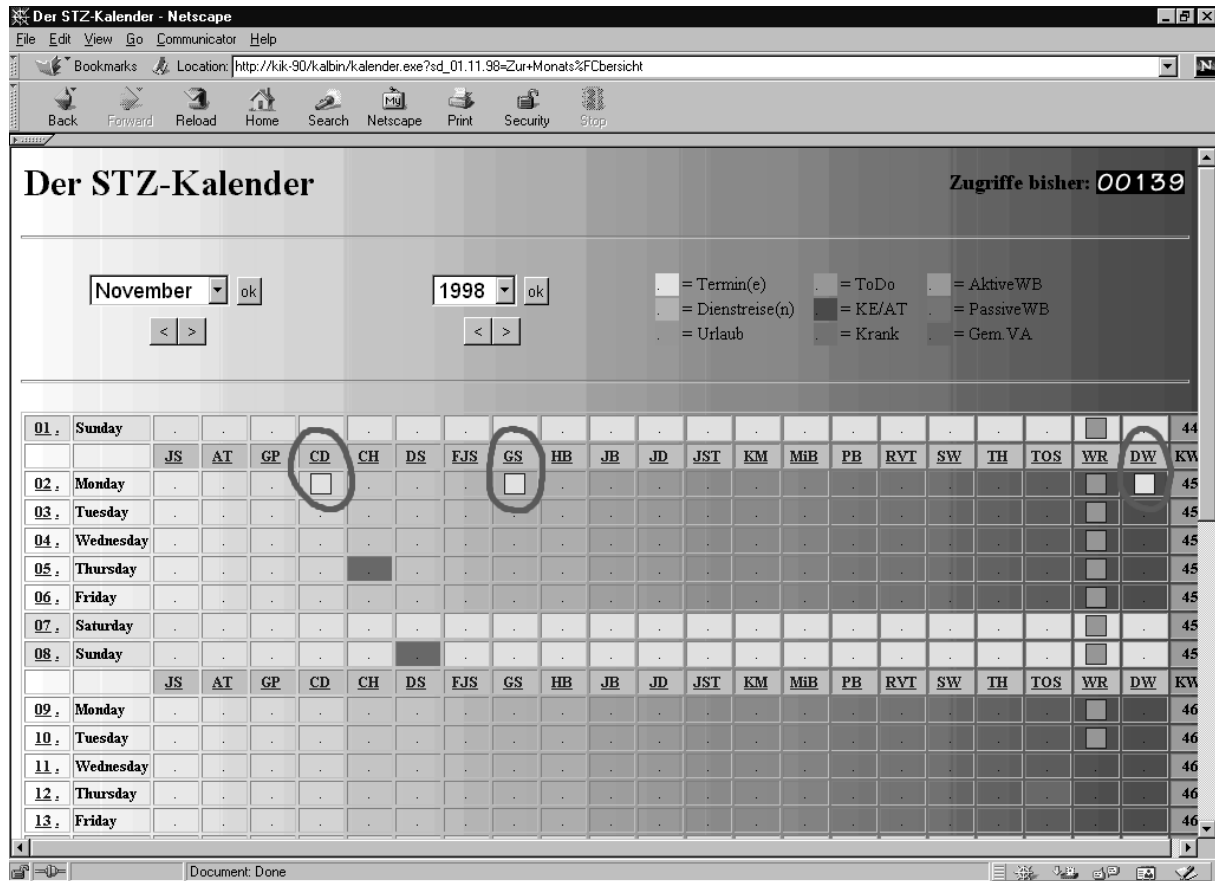 Der STZ-Kalender - Netscape
File Edit View Go Communicator Help
Bookmarks Location: http://kik-90/kalbin/kalender.exe?sd_01.11.98=Zur+Monats%FCbersicht N
My
Back Forward Reload Home Search Netscape Print Security Stop
Der STZ-Kalender Zugriffe bisher: 00139
November ok 1998 ok . = Termin(e) . = ToDo . = AktiveWB
. = Dienstreise(n) . = KE/AT . = PassiveWB
< > < > . = Urlaub . = Krank . = Gem.VA
01. Sunday . . . . . . . . . . . . . . . . . . . . 44
JS AT GP CD CH DS FJS GS HB JB JD JST KM MiB PB RVT SW TH TOS WR DW KW
02. Monday . . . . . . . . . . . . . . . . . 45
03. Tuesday . . . . . . . . . . . . . . . . . . . . 45
04. Wednesday . . . . . . . . . . . . . . . . . . . . 45
05. Thursday . . . . . . . . . . . . . . . . . . . . 45
06. Friday . . . . . . . . . . . . . . . . . . . . 45
07. Saturday . . . . . . . . . . . . . . . . . . . . 45
08. Sunday . . . . . . . . . . . . . . . . . . . . 45
JS AT GP CD CH DS FJS GS HB JB JD JST KM MiB PB RVT SW TH TOS WR DW KW
09. Monday . . . . . . . . . . . . . . . . . . . . 46
10. Tuesday . . . . . . . . . . . . . . . . . . . . 46
11. Wednesday . . . . . . . . . . . . . . . . . . . . . 46
12. Thursday . . . . . . . . . . . . . . . . . . . . . 46
13. Friday . . . . . . . . . . . . . . . . . . . . . 46
Document: Done